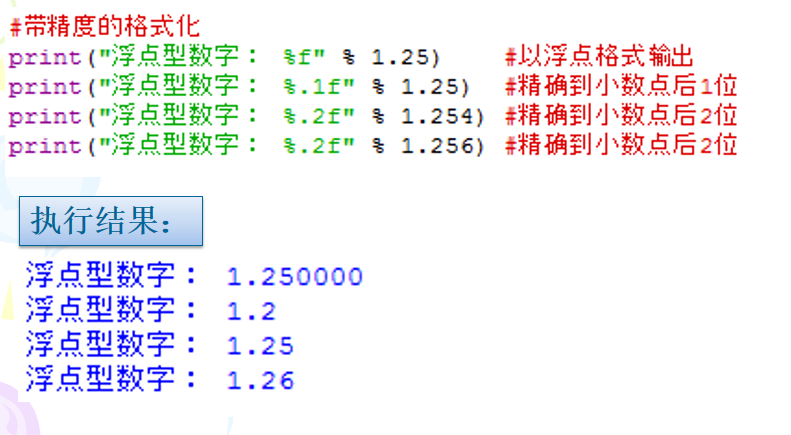 #带精度的格式化
print("浮点型数字： %f" % 1.25) #以浮点格式输出
print("浮点型数字： %.1f" % 1.25) #精确到小数点后1位
print("浮点型数字： %.2f" % 1.254) #精确到小数点后2位
print("浮点型数字： %.2f" % 1.256) #精确到小数点后2位
执行结果：
浮点型数字： 1.250000
浮点型数字： 1.2
浮点型数字： 1.25
浮点型数字： 1.26